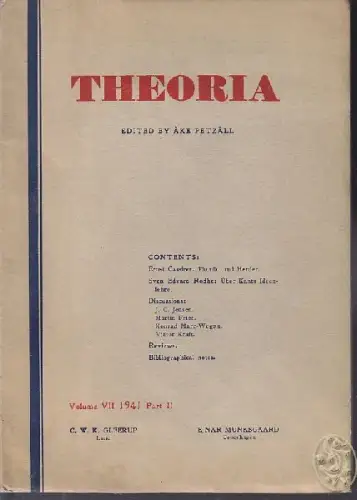 THEORIA
EDITED BY ÅKE PETZÄLL
CONTENTS:
Ernst Cassirer, Thorild und Herder.
Sven Edvard Rodhe: Über Kants Ideen-
lehre.
Discussions:
J. C. Jensen,
Martin
Konrad Marc-Wogau,
Victor Kraft.
Reviews.
Bibliographical notes.
Volume VII 1941 Part II
C. W. K. GLEERUP
Lund
EJNAR MUNKSGAARD
Copenhagen